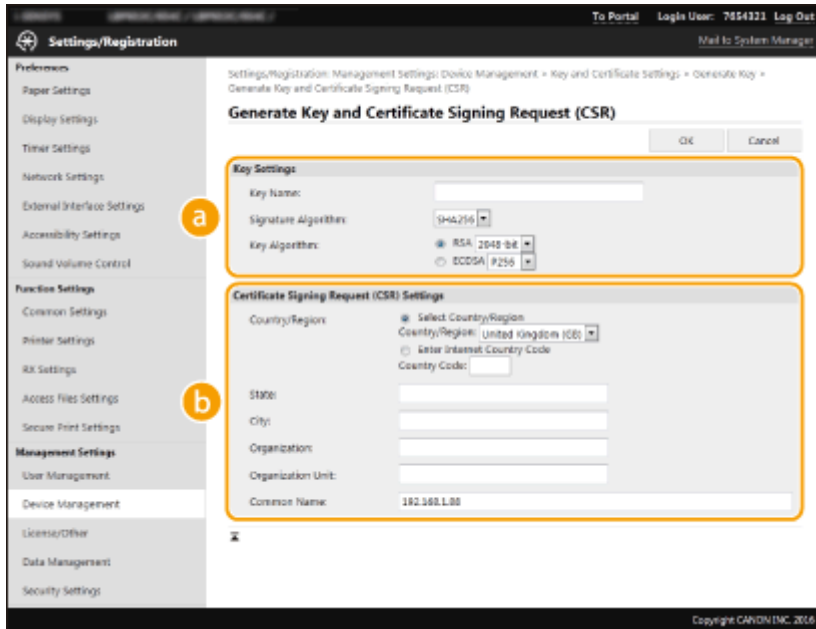 To Portal Login User: 7654321 Log Out
Settings/Registration
Mail to System Manager
Preferences
Paper Settings
Display Settings
Timer Settings
Network Settings
External Interface Settings
Accessibility Settings
Sound Volume Control
Function Settings
Common Settings
Printer Settings
RX Settings
Access Files Settings
Secure Print Settings
Management Settings
User Management
Device Management
License/Other
Data Management
Security Settings
Settings/Registration: Management Settings: Device Management > Key and Certificate Settings > Generate Key >
Generate Key and Certificate Signing Request (CSR)
Generate Key and Certificate Signing Request (CSR)
OK Cancel
a
Key Settings
Key Name:
Signature Algorithm: SHA256
Key Algorithm: RSA 2048-bit
ECDSA P256
b
Certificate Signing Request (CSR) Settings
Country/Region: Select Country/Region
Country/Region: United Kingdom (GB)
Enter Internet Country Code
Country Code:
State:
City:
Organization:
Organization Unit:
Common Name: 192.168.1.88
Copyright CANON INC. 2016